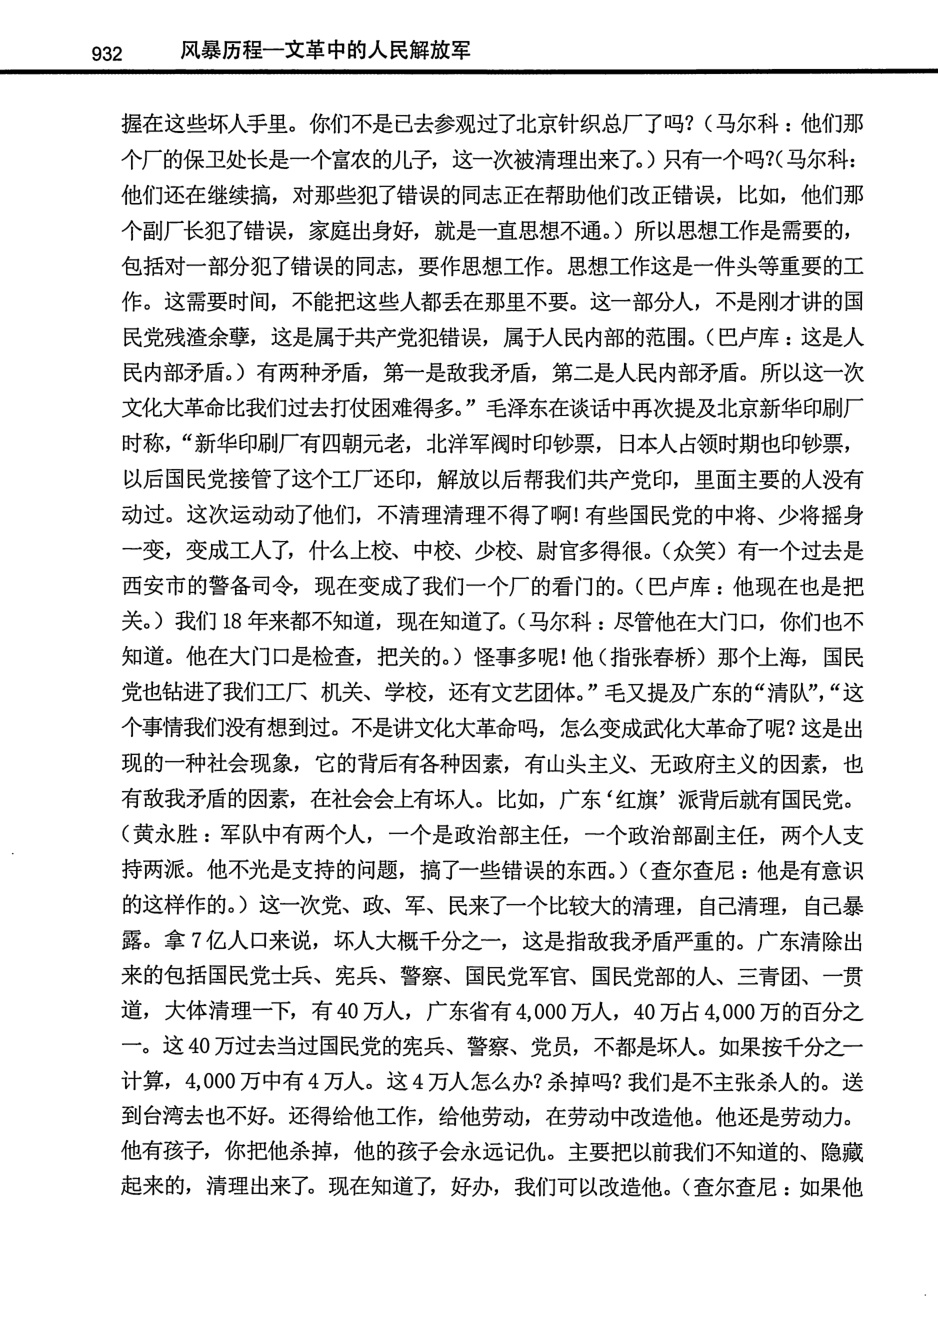 932 风暴历程—文革中的人民解放军
握在这些坏人手里。你们不是已去参观过了北京针织总厂了吗？（马尔科：他们那
个厂的保卫处长是一个富农的儿子，这一次被清理出来了。）只有一个吗？（马尔科：
他们还在继续搞，对那些犯了错误的同志正在帮助他们改正错误，比如，他们那
个副厂长犯了错误，家庭出身好，就是一直思想不通。）所以思想工作是需要的，
包括对一部分犯了错误的同志，要作思想工作。思想工作这是一件头等重要的工
作。这需要时间，不能把这些人都丢在那里不要。这一部分人，不是刚才讲的国
民党残渣余孽，这是属于共产党犯错误，属于人民内部的范围。（巴卢库：这是人
民内部矛盾。）有两种矛盾，第一是敌我矛盾，第二是人民内部矛盾。所以这一次
文化大革命比我们过去打仗困难得多。”毛泽东在谈话中再次提及北京新华印刷厂
时称，“新华印刷厂有四朝元老，北洋军阀时印钞票，日本人占领时期也印钞票，
以后国民党接管了这个工厂还印，解放以后帮我们共产党印，里面主要的人没有
动过。这次运动动了他们，不清理清理不得了啊！有些国民党的中将、少将摇身
一变，变成工人了，什么上校、中校、少校、尉官多得很。（众笑）有一个过去是
西安市的警备司令，现在变成了我们一个厂的看门的。（巴卢库：他现在也是把
关。）我们 18 年来都不知道，现在知道了。（马尔科：尽管他在大门口，你们也不
知道。他在大门口是检查，把关的。）怪事多呢！他（指张春桥）那个上海，国民
党也钻进了我们工厂、机关、学校，还有文艺团体。”毛又提及广东的“清队”，“这
个事情我们没有想到过。不是讲文化大革命吗，怎么变成武化大革命了呢？这是出
现的一种社会现象，它的背后有各种因素，有山头主义、无政府主义的因素，也
有敌我矛盾的因素，在社会会上有坏人。比如，广东‘红旗’派背后就有国民党。
（黄永胜：军队中有两个人，一个是政治部主任，一个政治部副主任，两个人支
持两派。他不光是支持的问题，搞了一些错误的东西。）（查尔查尼：他是有意识
的这样作的。）这一次党、政、军、民来了一个比较大的清理，自己清理，自己暴
露。拿 7 亿人口来说，坏人大概千分之一，这是指敌我矛盾严重的。广东清除出
来的包括国民党士兵、宪兵、警察、国民党军官、国民党部的人、三青团、一贯
道，大体清理一下，有 40 万人，广东省有 4,000 万人，40 万占 4,000 万的百分之
一。这 40 万过去当过国民党的宪兵、警察、党员，不都是坏人。如果按千分之一
计算，4,000 万中有 4 万人。这 4 万人怎么办？杀掉吗？我们是不主张杀人的。送
到台湾去也不好。还得给他工作，给他劳动，在劳动中改造他。他还是劳动力。
他有孩子，你把他杀掉，他的孩子会永远记仇。主要把以前我们不知道的、隐藏
起来的，清理出来了。现在知道了，好办，我们可以改造他。（查尔查尼：如果他